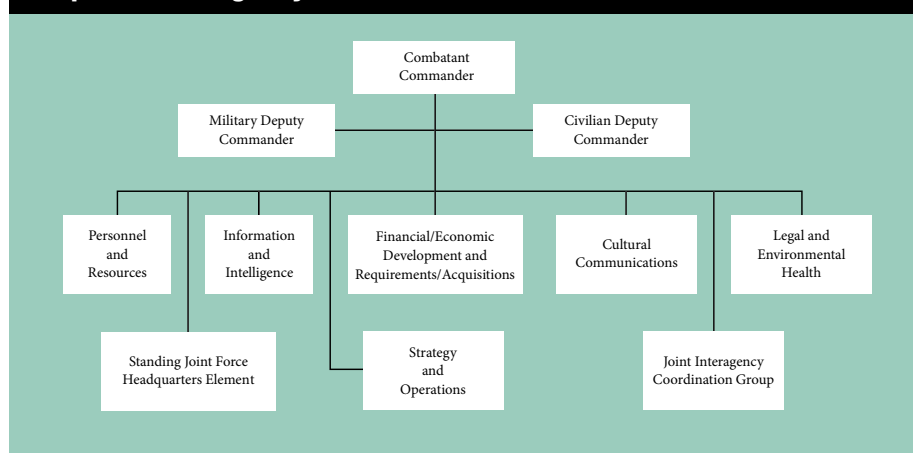 Combatant
Commander
Military Deputy
Commander
Civilian Deputy
Commander
Personnel
and
Resources
Information
and
Intelligence
Financial/Economic
Development and
Requirements/Acquisitions
Cultural
Communications
Legal and
Environmental
Health
Standing Joint Force
Headquarters Element
Strategy
and
Operations
Joint Interagency
Coordination Group